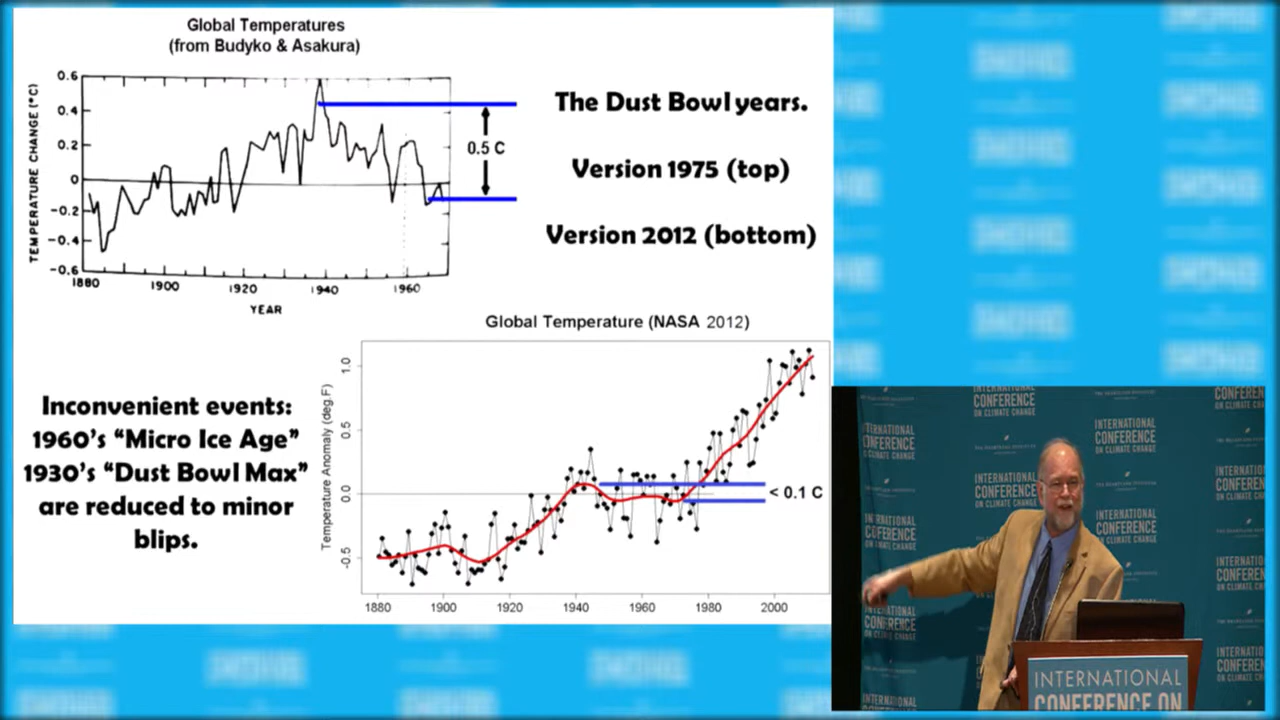 Global Temperatures
(from Budyko & Asakura)
TEMPERATURE CHANGE (°C)
0.6
0.4
0.2
0
-0.2
-0.4
-0.6
1880
1900
1920
1940
1960
YEAR
0.5 C
The Dust Bowl years.
Version 1975 (top)
Version 2012 (bottom)
Inconvenient events:
1960's “Micro Ice Age”
1930's “Dust Bowl Max”
are reduced to minor
blips.
Global Temperature (NASA 2012)
Temperature Anomaly (deg.F)
1.0
0.5
0.0
-0.5
1880
1900
1920
1940
1960
1980
2000
< 0.1 C
INTERNATIONAL
CONFERENCE
ON CLIMATE CHANGE
INTERNATIONAL
CONFERENCE ON